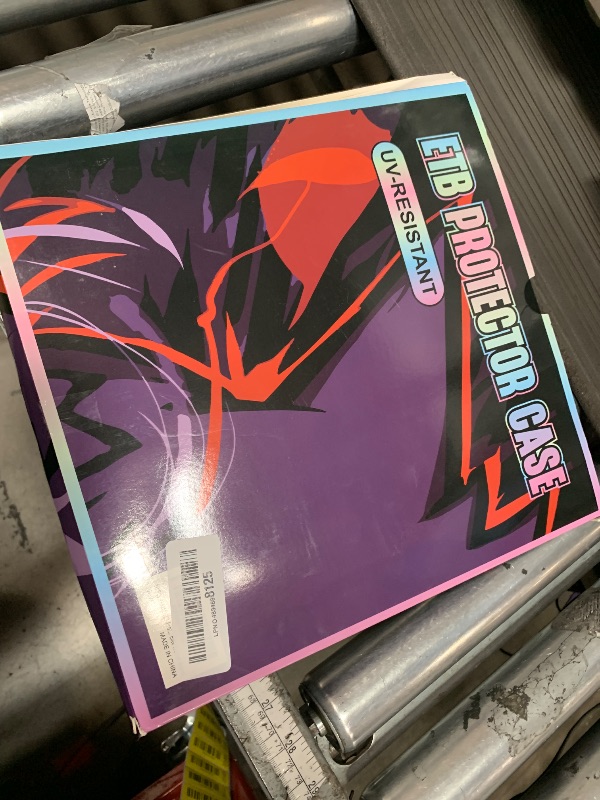 ETB PROTECTOR CASE
UV-RESISTANT
8125
MADE IN CHINA